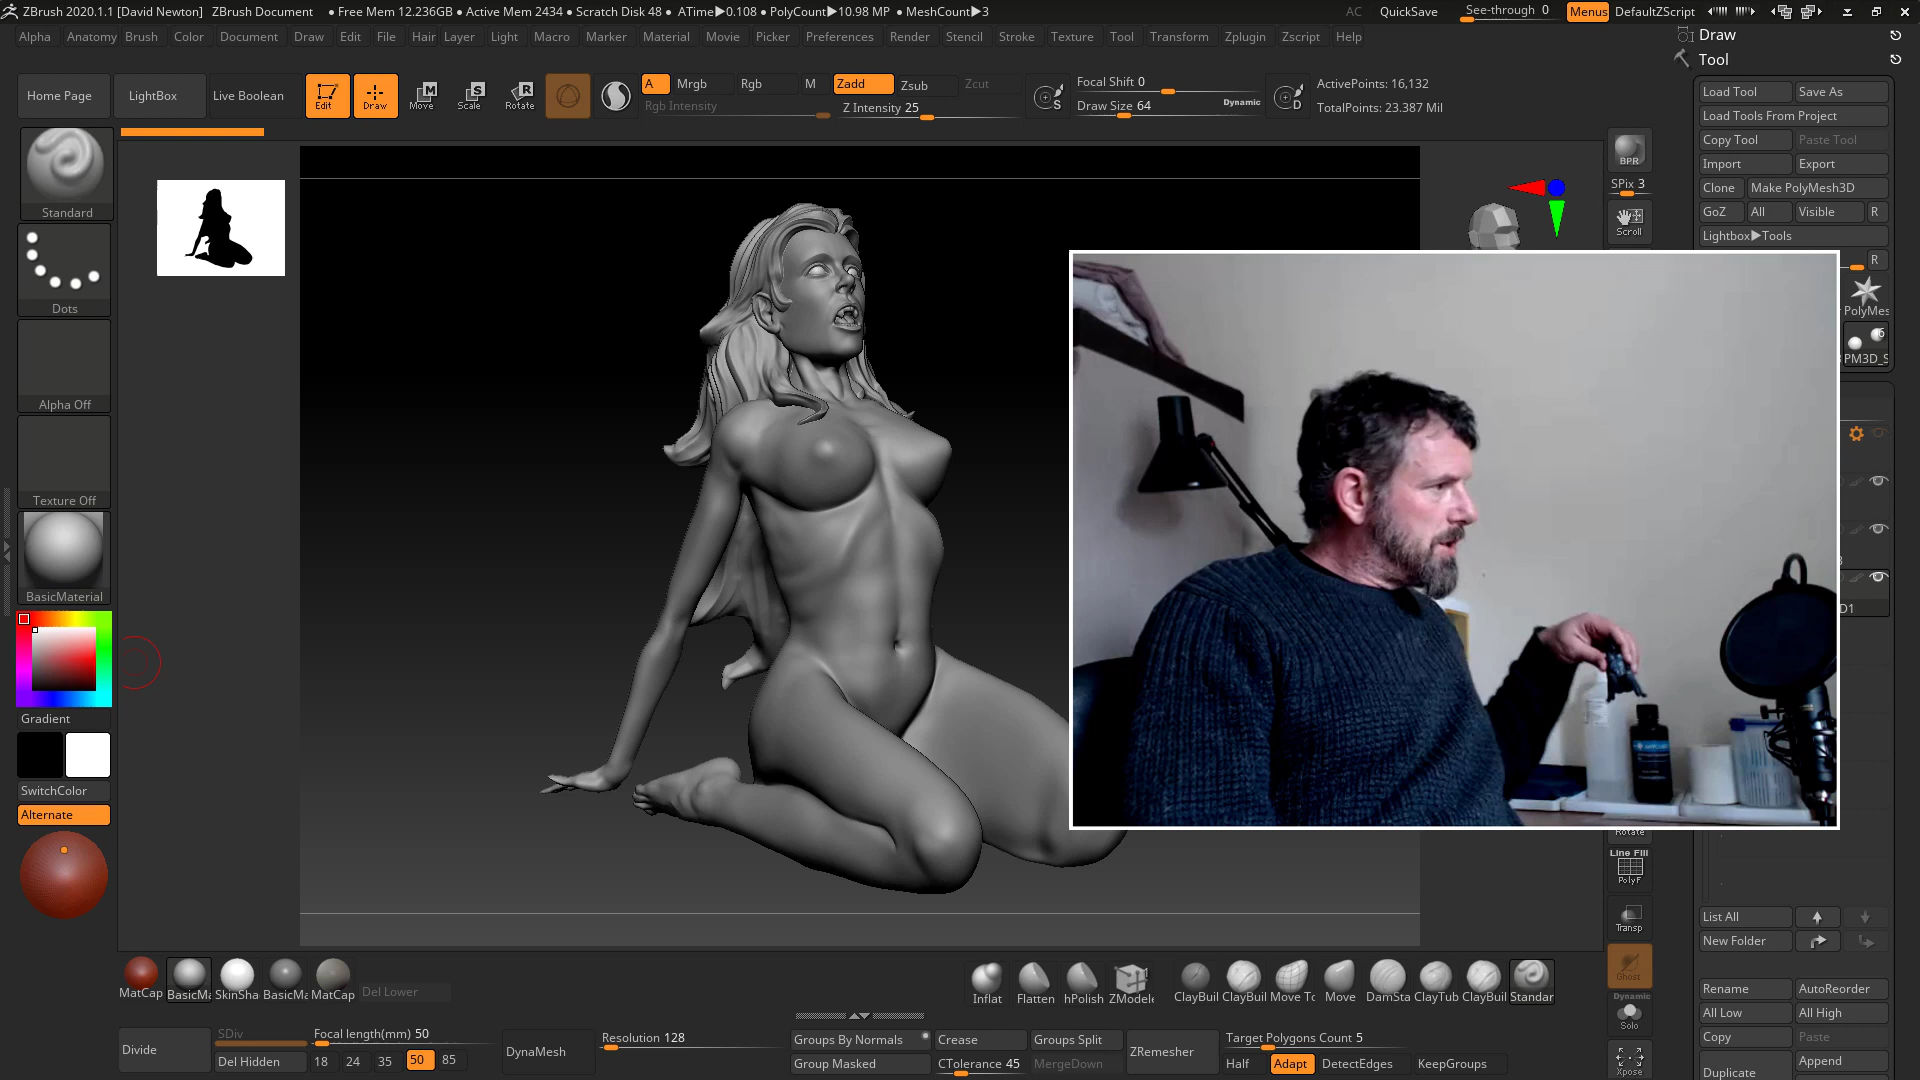 ZBrush 2020.1.1 [David Newton] ZBrush Document • Free Mem 12.236GB • Active Mem 2434 • Scratch Disk 48 • ATime▶0.108 • PolyCount▶10.98 MP • MeshCount▶3 AC QuickSave See-through 0 Menus DefaultZScript
Alpha Anatomy Brush Color Document Draw Edit File Hair Layer Light Macro Marker Material Movie Picker Preferences Render Stencil Stroke Texture Tool Transform Zplugin Zscript Help
Draw
Tool
Home Page LightBox Live Boolean Edit Draw Move Scale Rotate
A Mrgb Rgb M Zadd Zsub Zcut
Rgb Intensity Z Intensity 25
Focal Shift 0
Draw Size 64 Dynamic
S D
ActivePoints: 16,132
TotalPoints: 23.387 Mil
Load Tool Save As
Load Tools From Project
Copy Tool Paste Tool
Import Export
Clone Make PolyMesh3D
GoZ All Visible R
Lightbox▶Tools
R
PolyMes
6
PM3D_S
D1
BPR
SPix 3
Scroll
Standard
Dots
Alpha Off
Texture Off
BasicMaterial
Gradient
SwitchColor
Alternate
Rotate
Line Fill
PolyF
Transp
Ghost
Dynamic
Solo
Xpose
List All
New Folder
Rename AutoReorder
All Low All High
Copy Paste
Duplicate Append
MatCap BasicMa SkinSha BasicMa MatCap Del Lower
Inflat Flatten hPolish ZModele ClayBuil ClayBuil Move To Move DamSta ClayTub ClayBuil Standar
Divide
SDiv
Del Hidden
Focal length(mm) 50
18 24 35 50 85
DynaMesh
Resolution 128
Groups By Normals Crease Groups Split
Group Masked CTolerance 45 MergeDown
ZRemesher
Target Polygons Count 5
Half Adapt DetectEdges KeepGroups